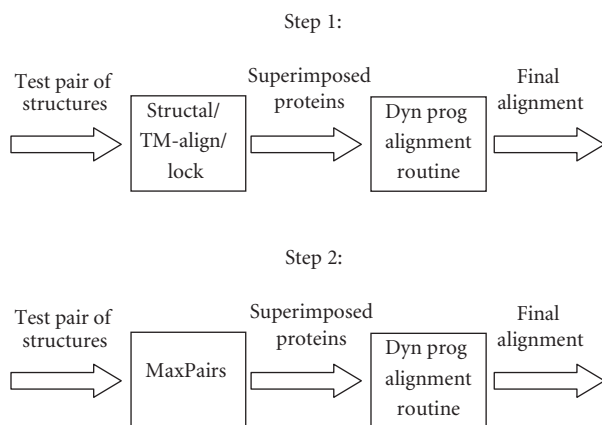 Step 1:
Test pair of
structures
Structal/
TM-align/
lock
Superimposed
proteins
Dyn prog
alignment
routine
Final
alignment
Step 2:
Test pair of
structures
MaxPairs
Superimposed
proteins
Dyn prog
alignment
routine
Final
alignment